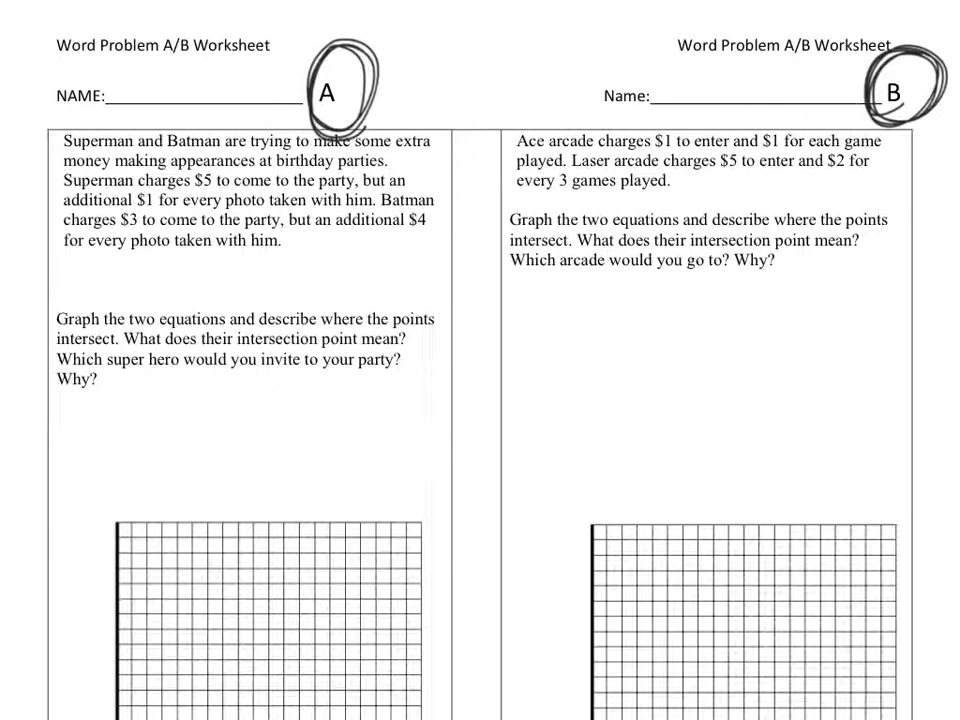 Word Problem A/B Worksheet
NAME: A
Superman and Batman are trying to make some extra
money making appearances at birthday parties.
Superman charges $5 to come to the party, but an
additional $1 for every photo taken with him. Batman
charges $3 to come to the party, but an additional $4
for every photo taken with him.
Graph the two equations and describe where the points
intersect. What does their intersection point mean?
Which super hero would you invite to your party?
Why?
Word Problem A/B Worksheet
Name: B
Ace arcade charges $1 to enter and $1 for each game
played. Laser arcade charges $5 to enter and $2 for
every 3 games played.
Graph the two equations and describe where the points
intersect. What does their intersection point mean?
Which arcade would you go to? Why?